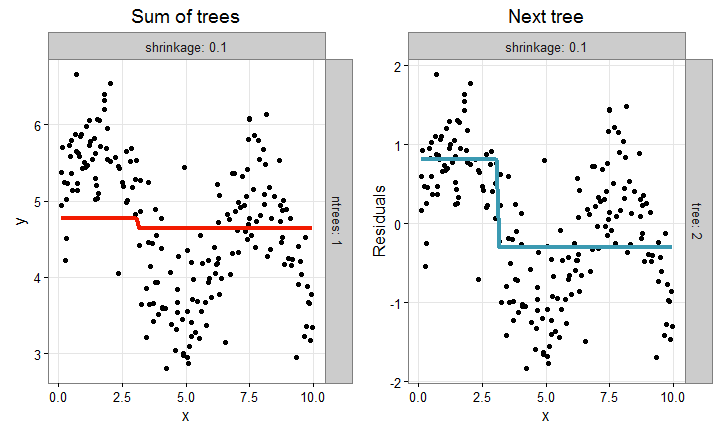 Sum of trees
shrinkage: 0.1
y
6
5
4
3
ntrees: 1
0.0 2.5 5.0 7.5 10.0
x
Next tree
shrinkage: 0.1
Residuals
2
1
0
-1
-2
tree: 2
0.0 2.5 5.0 7.5 10.0
x